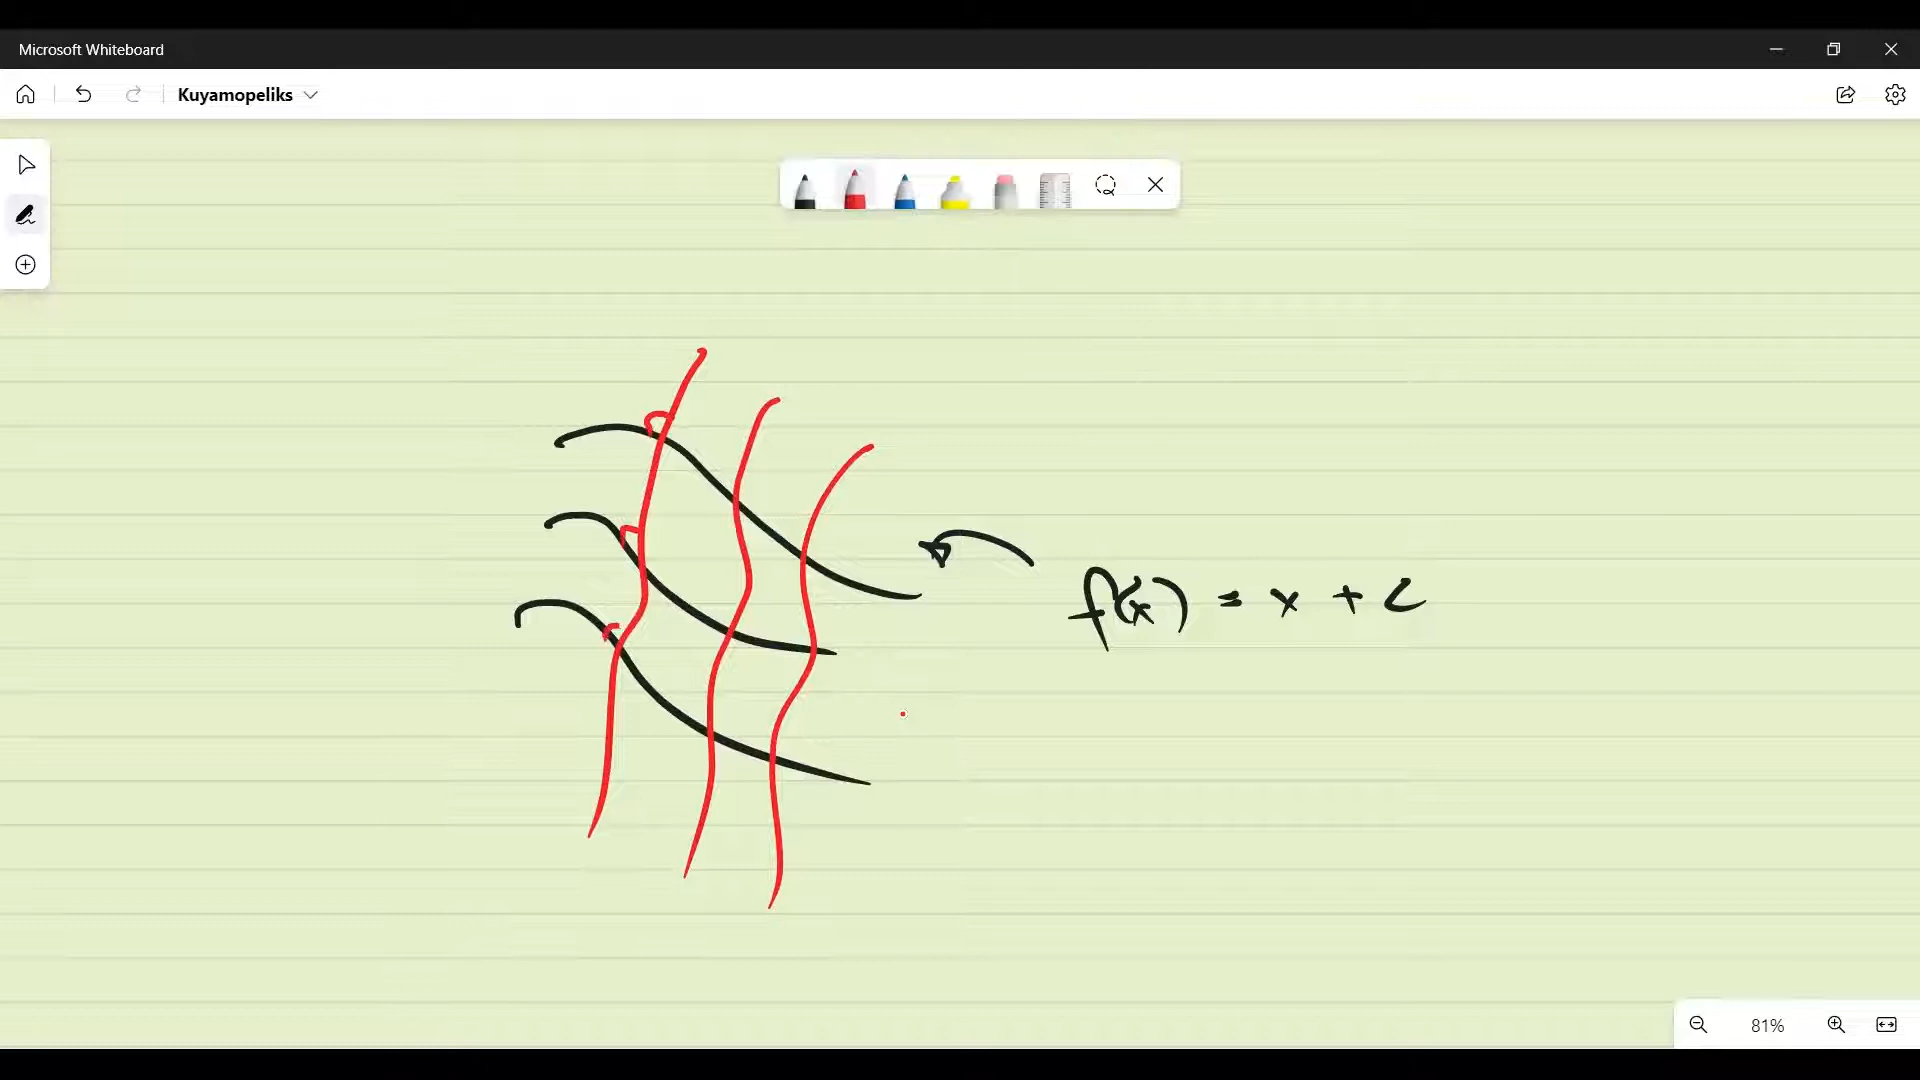 Microsoft Whiteboard
Kuyamopeliks
f(x) = x + c
81%